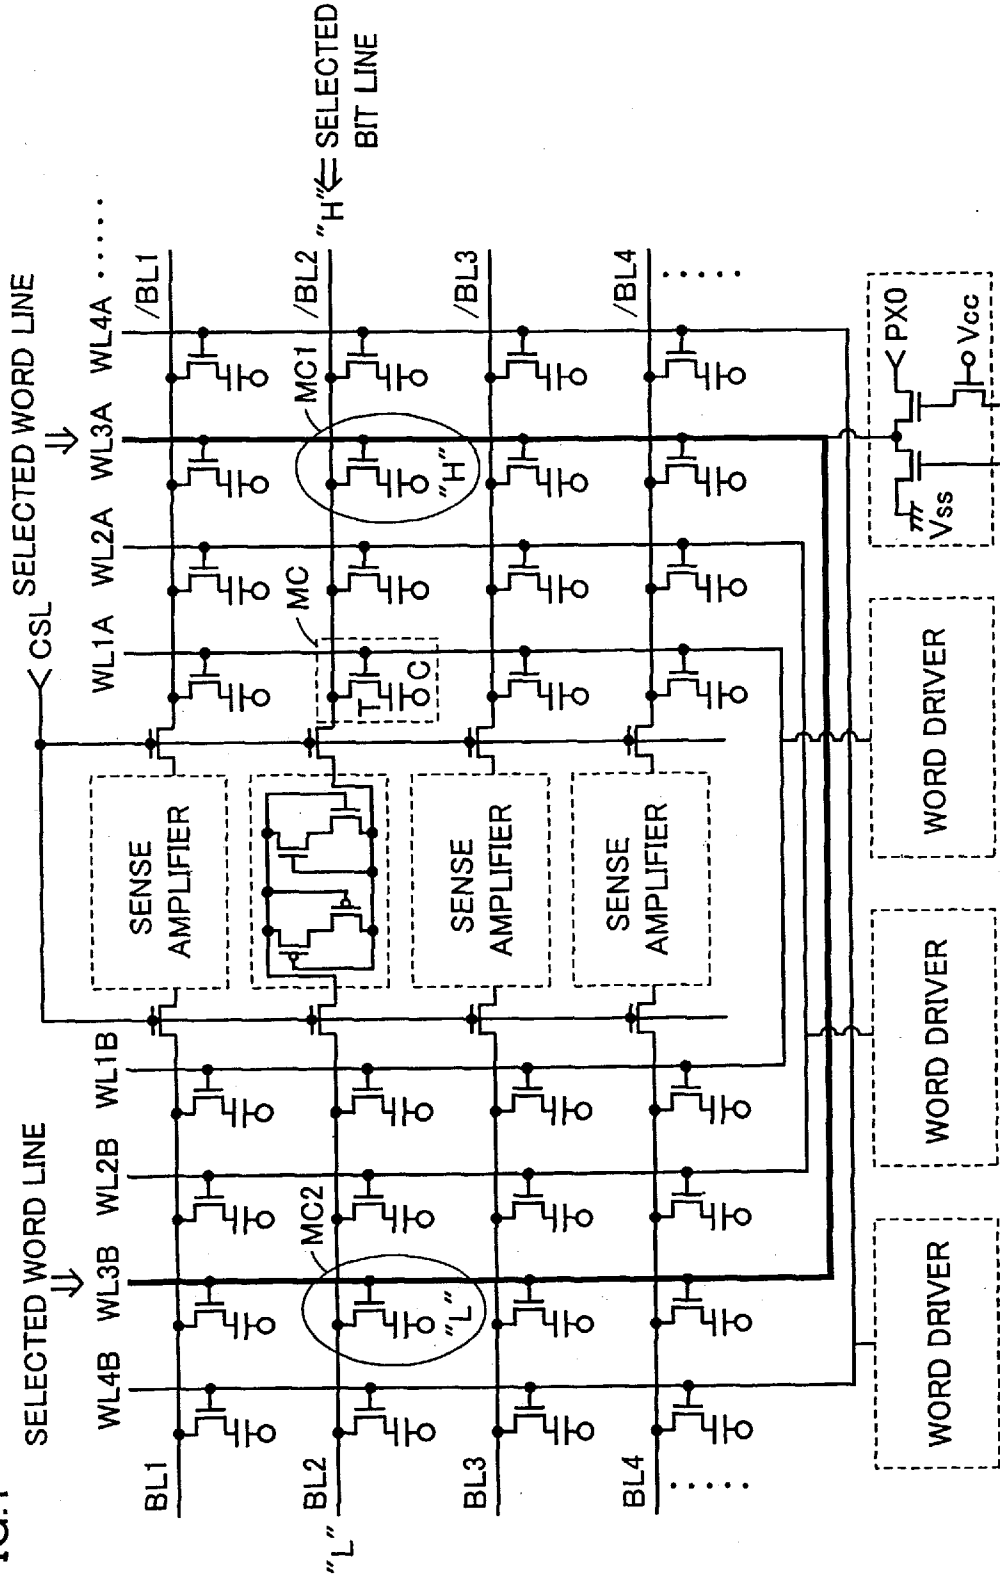 SELECTED WORD LINE
SELECTED WORD LINE
CSL
WL4B
WL3B
WL2B
WL1B
WL1A
WL2A
WL3A
WL4A
.....
BL1
/BL1
SENSE
AMPLIFIER
MC2
MC
MC1
"L"
BL2
/BL2
"H"
SELECTED
BIT LINE
T
C
"L"
"H"
BL3
/BL3
SENSE
AMPLIFIER
BL4
/BL4
SENSE
AMPLIFIER
.....
.....
WORD DRIVER
WORD DRIVER
WORD DRIVER
Vss
PX0
Vcc